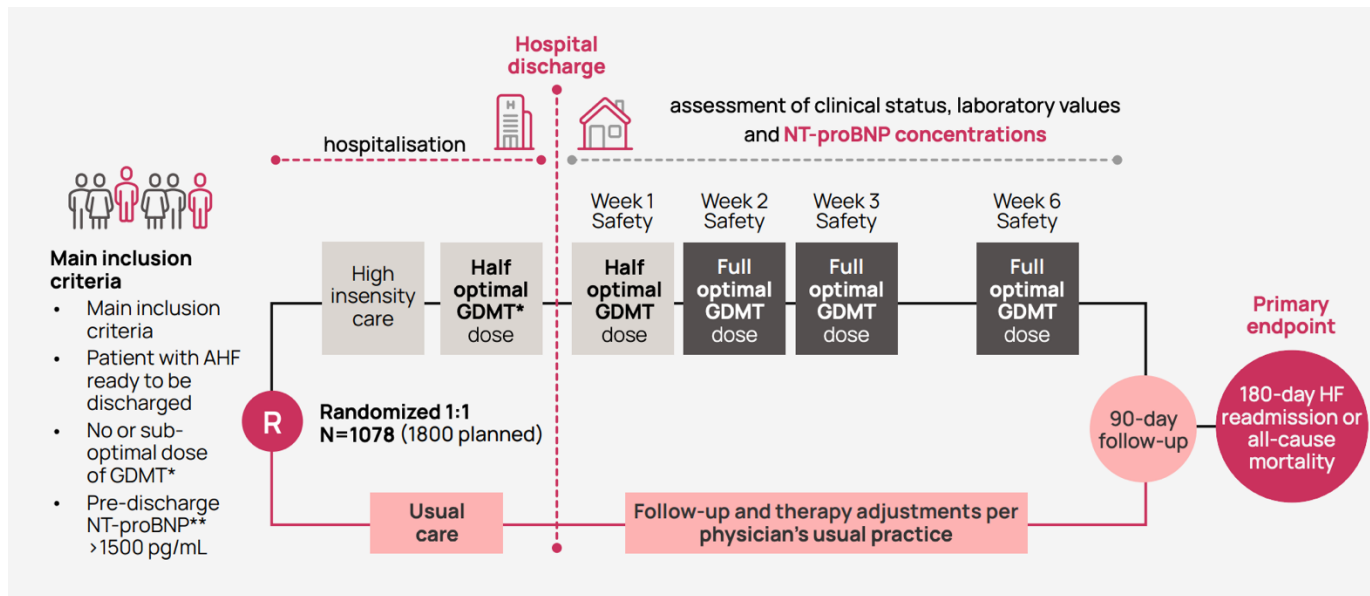 Hospital
discharge
H
hospitalisation
assessment of clinical status, laboratory values
and NT-proBNP concentrations
Main inclusion
criteria
• Main inclusion
criteria
• Patient with AHF
ready to be
discharged
• No or sub-
optimal dose
of GDMT*
• Pre-discharge
NT-proBNP**
>1500 pg/mL
High
insensity
care
Half
optimal
GDMT*
dose
Week 1
Safety
Half
optimal
GDMT
dose
Week 2
Safety
Full
optimal
GDMT
dose
Week 3
Safety
Full
optimal
GDMT
dose
Week 6
Safety
Full
optimal
GDMT
dose
R
Randomized 1:1
N=1078 (1800 planned)
Usual
care
Follow-up and therapy adjustments per
physician's usual practice
90-day
follow-up
Primary
endpoint
180-day HF
readmission or
all-cause
mortality